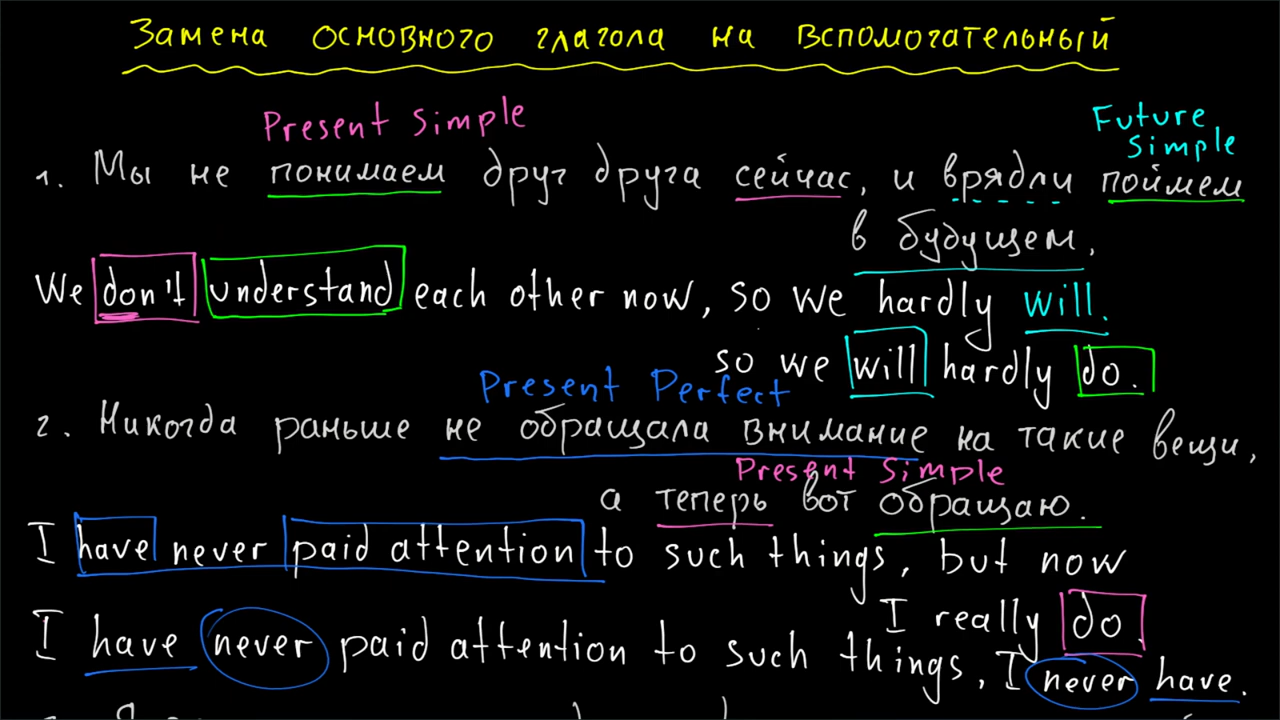 Замена основного глагола на вспомогательный
Present Simple
Future Simple
1. Мы не понимаем друг друга сейчас, и врядли поймем
в будущем.
We don't understand each other now, so we hardly will.
so we will hardly do.
Present Perfect
2. Никогда раньше не обращала внимание на такие вещи,
Present Simple
а теперь вот обращаю.
I have never paid attention to such things, but now
I really do.
I have never paid attention to such things, I never have.